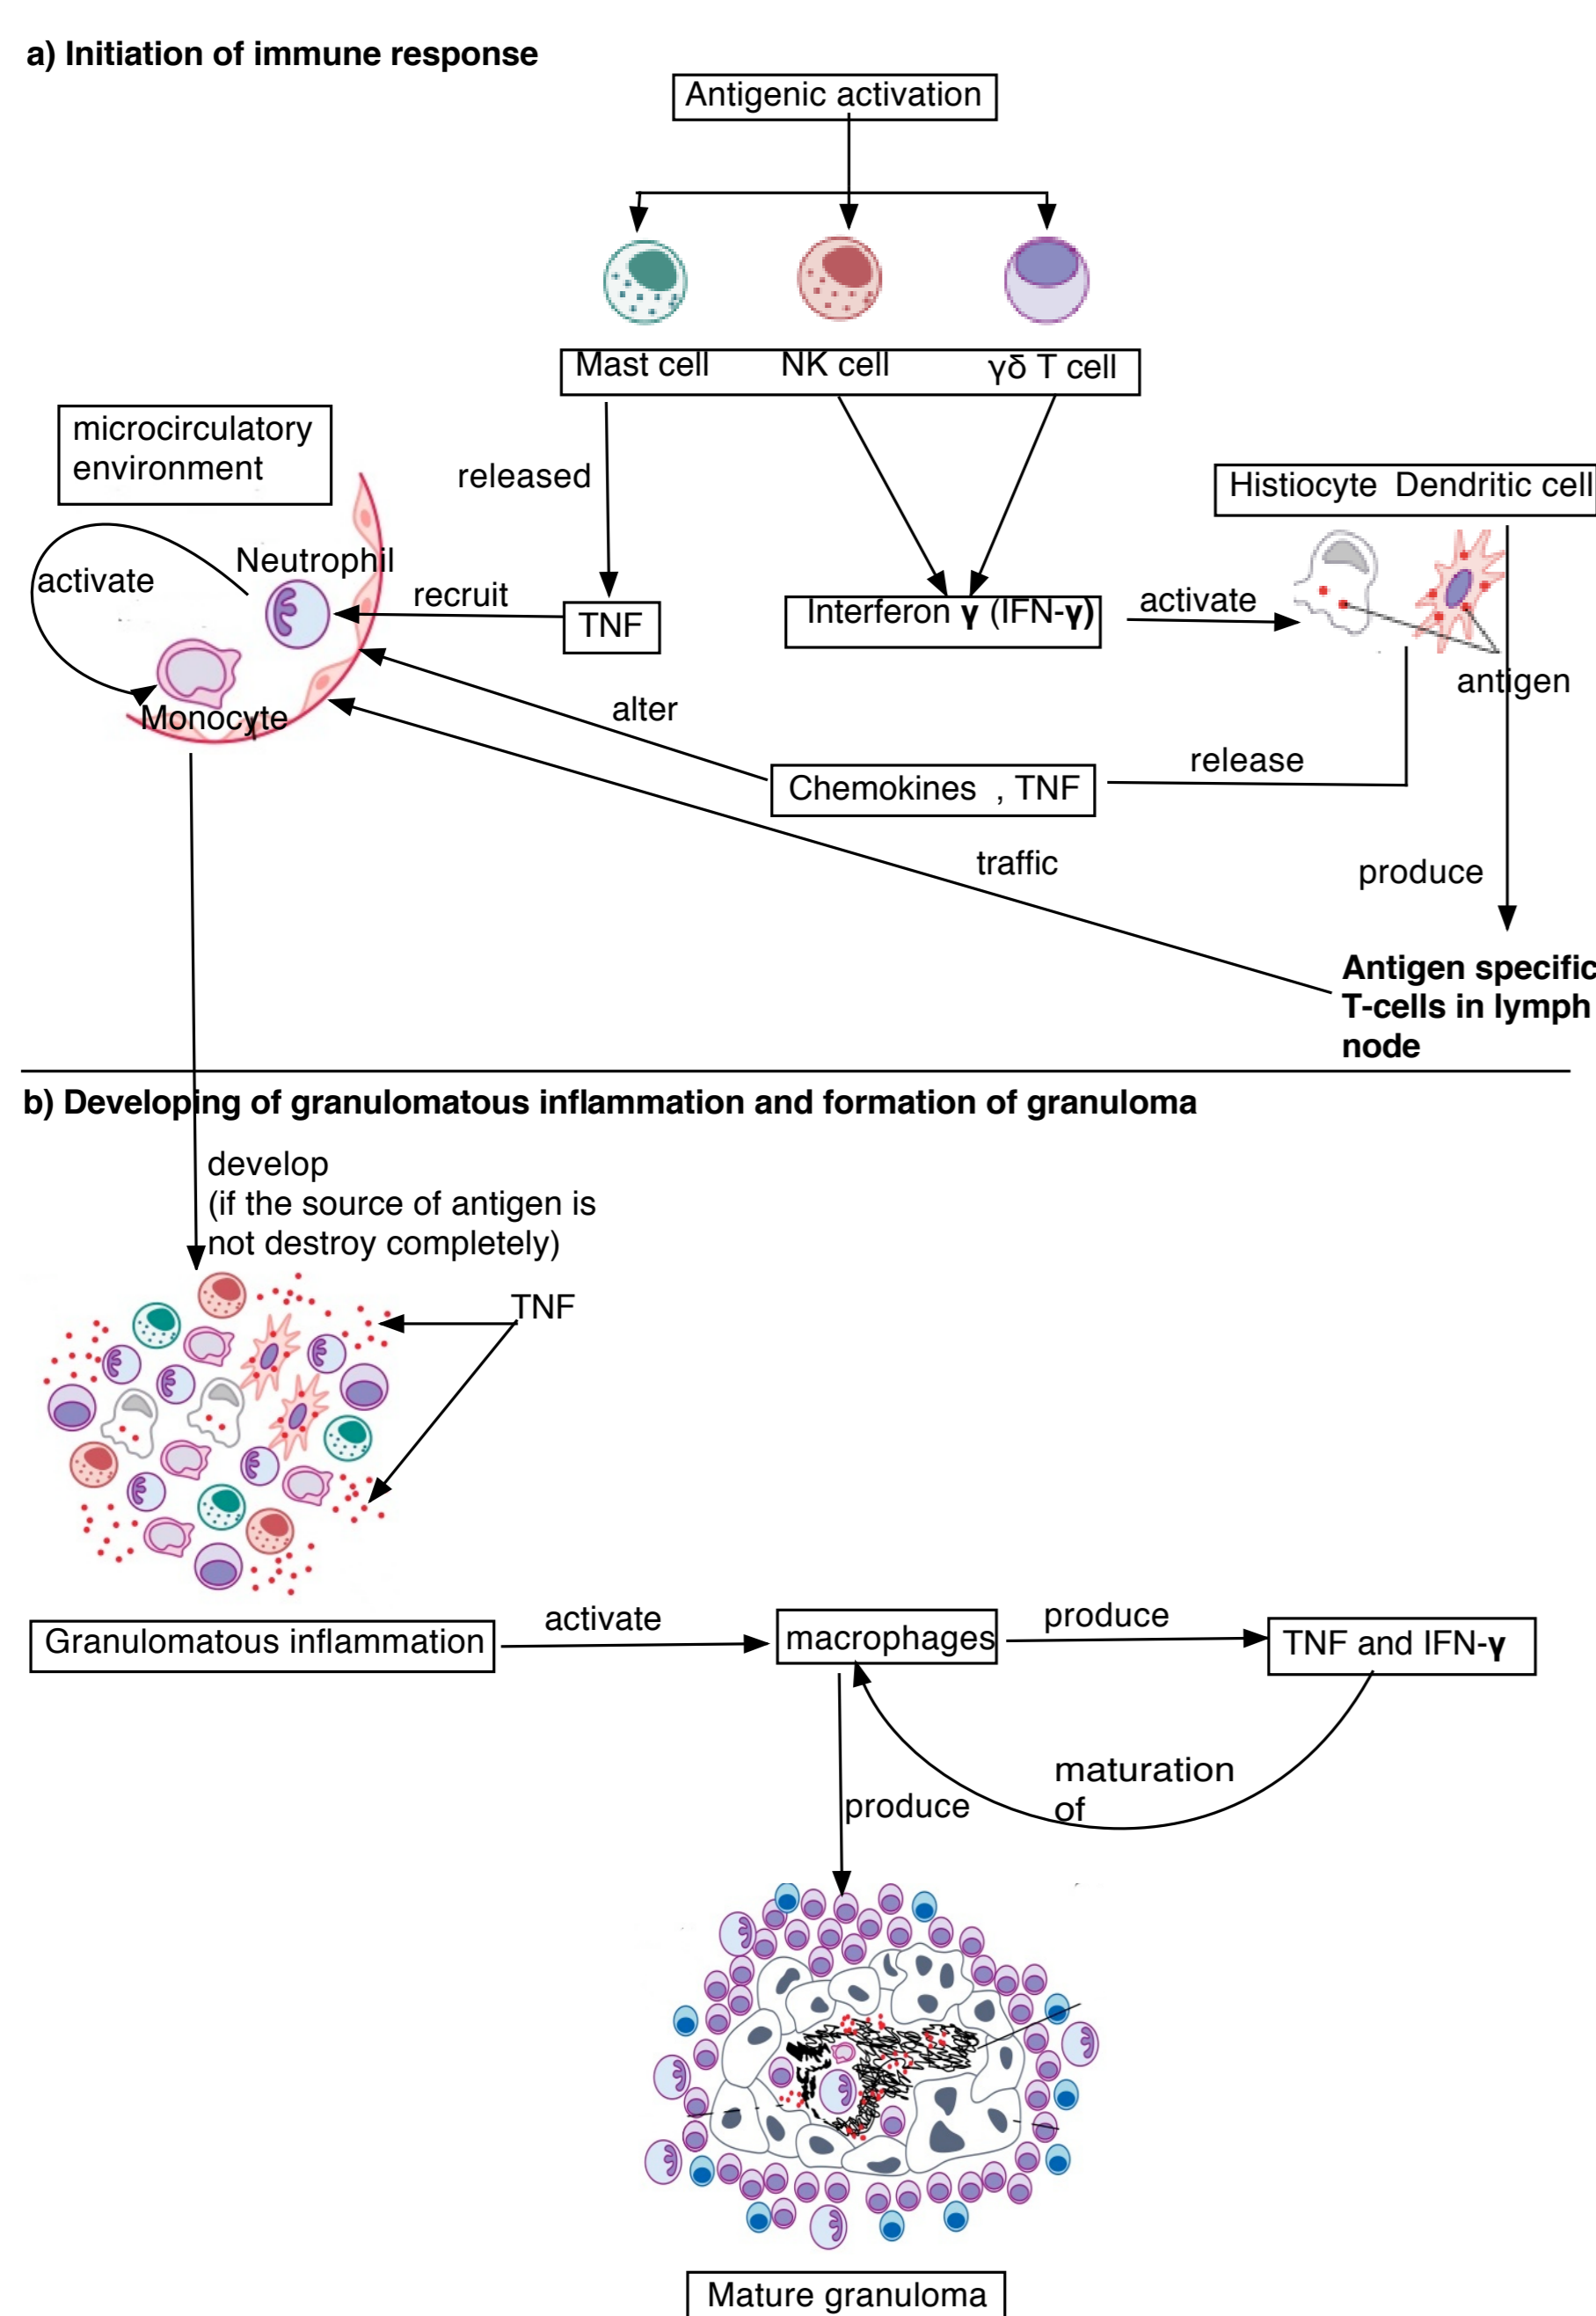 a) Initiation of immune response
Antigenic activation
Mast cell NK cell γδ T cell
microcirculatory
environment
released
Histiocyte Dendritic cell
Neutrophil
activate
recruit
TNF
Interferon γ (IFN-γ)
activate
antigen
Monocyte
alter
release
Chemokines , TNF
traffic
produce
Antigen specific
T-cells in lymph
node
b) Developing of granulomatous inflammation and formation of granuloma
develop
(if the source of antigen is
not destroy completely)
TNF
Granulomatous inflammation
activate
macrophages
produce
TNF and IFN-γ
maturation
of
produce
Mature granuloma